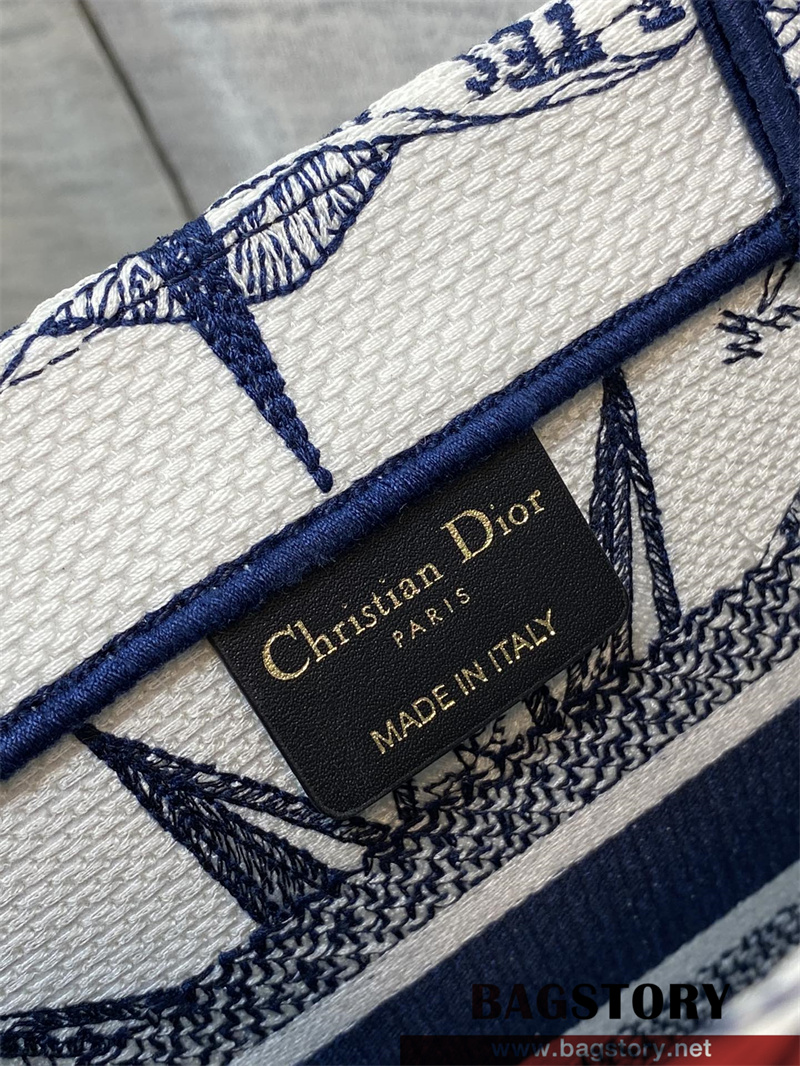 Christian Dior
PARIS
MADE IN ITALY
BAGSTORY
www.bagstory.net